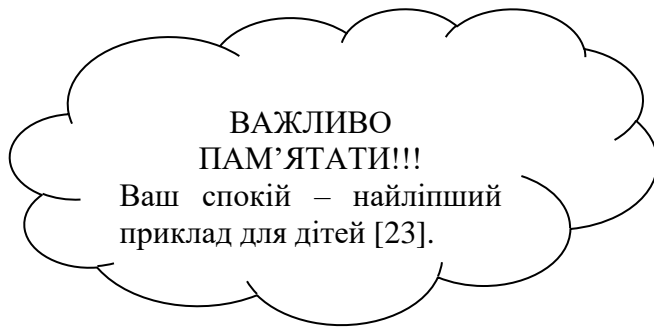 ВАЖЛИВО
ПАМ’ЯТАТИ!!!
Ваш спокій – найліпший
приклад для дітей [23].